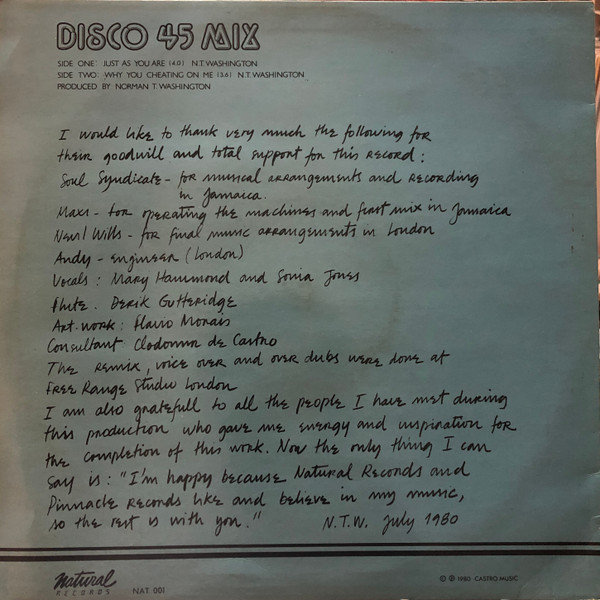 DISCO 45 MIX
SIDE ONE: JUST AS YOU ARE (4.01) N.T. WASHINGTON
SIDE TWO: WHY YOU CHEATING ON ME (3.6) N.T. WASHINGTON
PRODUCED BY NORMAN T. WASHINGTON
I would like to thank very much the following for
their goodwill and total support for this record:
Soul Syndicate - for musical arrangements and recording
in Jamaica.
Maxi - for operating the machines and first mix in Jamaica
Nevil Wills - for final music arrangements in London
Andy - engineer (London)
Vocals: Mary Hammond and Sonia Jones
Flute. Derik Gutteridge
Art.work: Flavio Morais
Consultant Clodomir de Castro
The remix, voice over and over dubs were done at
Free Range Studio London
I am also gratefull to all the people I have met during
this production who gave me energy and inspiration for
the completion of this work. Now the only thing I can
say is: "I'm happy because Natural Records and
Pinnacle Records like and believe in my music,
so the rest is with you."
N.T.W. July 1980
Natural
RECORDS
NAT. 001
© ℗ 1980 CASTRO MUSIC